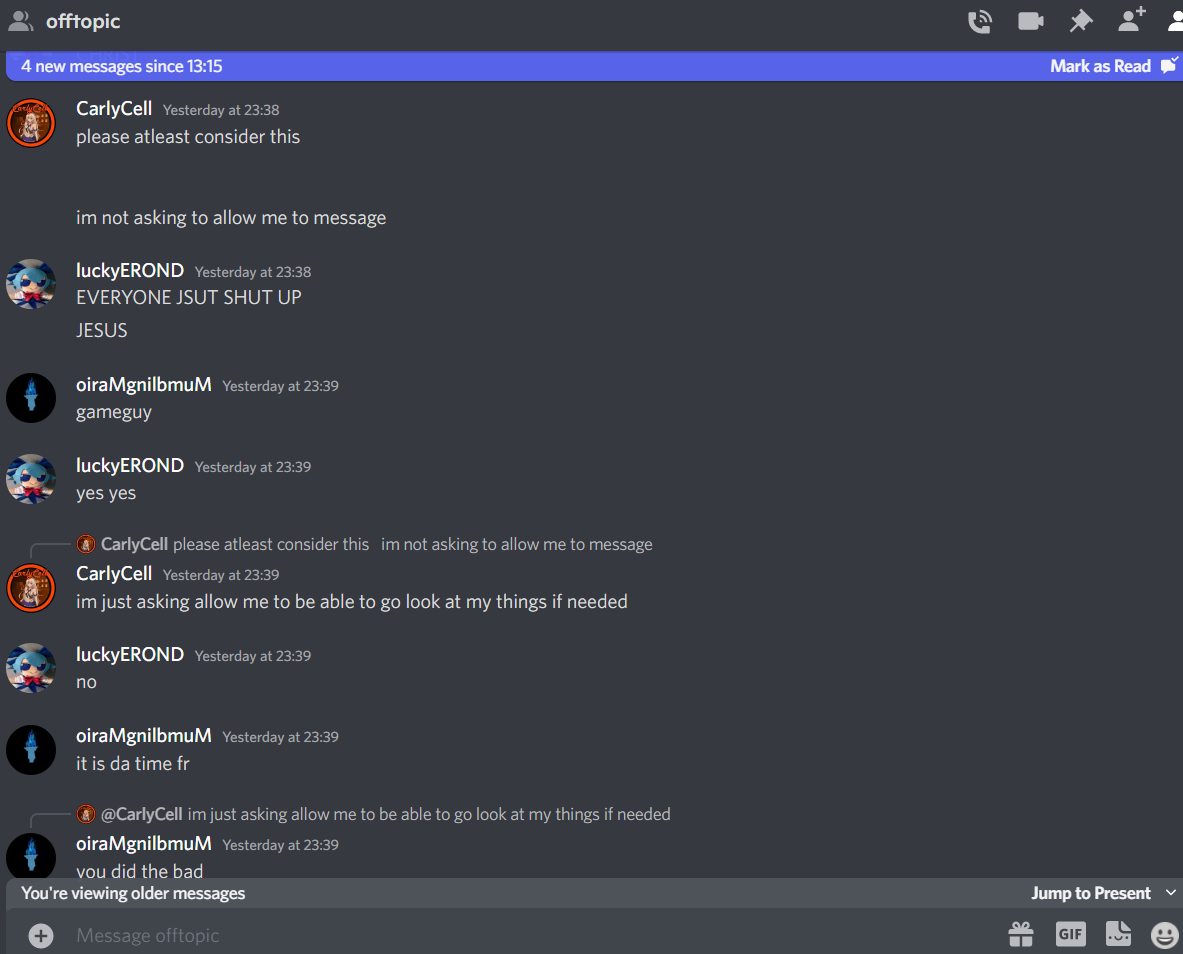 offtopic
4 new messages since 13:15 Mark as Read
CarlyCell Yesterday at 23:38
please atleast consider this
im not asking to allow me to message
luckyEROND Yesterday at 23:38
EVERYONE JSUT SHUT UP
JESUS
oiraMgnilbmuM Yesterday at 23:39
gameguy
luckyEROND Yesterday at 23:39
yes yes
CarlyCell please atleast consider this im not asking to allow me to message
CarlyCell Yesterday at 23:39
im just asking allow me to be able to go look at my things if needed
luckyEROND Yesterday at 23:39
no
oiraMgnilbmuM Yesterday at 23:39
it is da time fr
@CarlyCell im just asking allow me to be able to go look at my things if needed
oiraMgnilbmuM Yesterday at 23:39
you did the bad
You're viewing older messages Jump to Present
Message offtopic
GIF